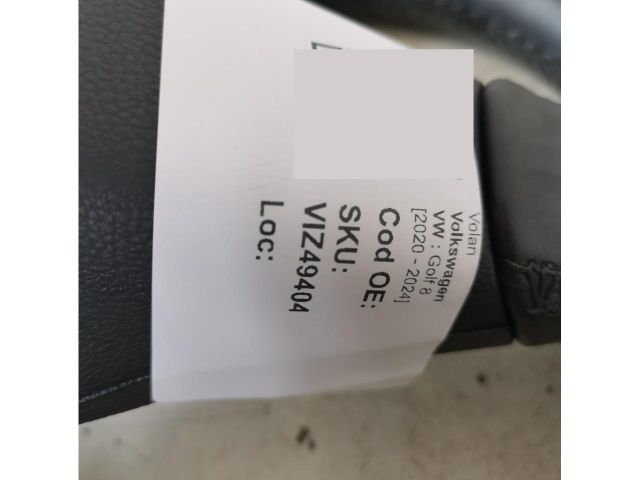 Volan
Volkswagen
VW : Golf 8
[2020 - 2024]
Cod OE:
SKU:
VIZ49404
Loc: